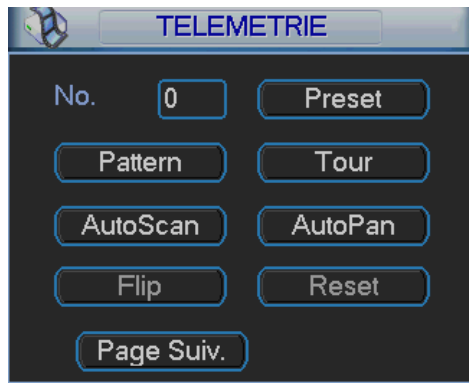 TELEMETRIE
No. 0 Preset
Pattern Tour
AutoScan AutoPan
Flip Reset
Page Suiv.